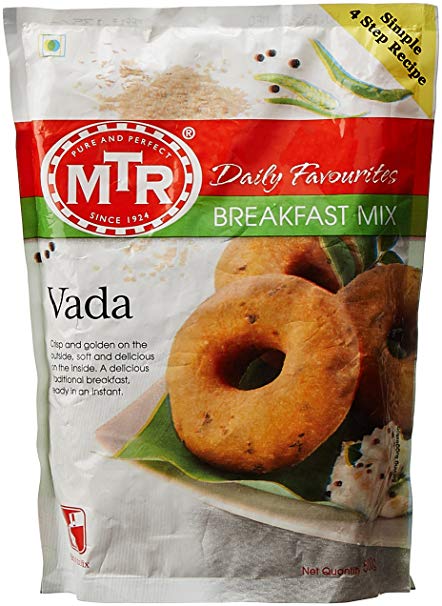 Simple
4 Step Recipe
PURE AND PERFECT
MTR®
SINCE 1924
Daily Favourites
BREAKFAST MIX
Vada
Crisp and golden on the
outside, soft and delicious
on the inside. A delicious
traditional breakfast,
ready in an instant.
Net Quantity